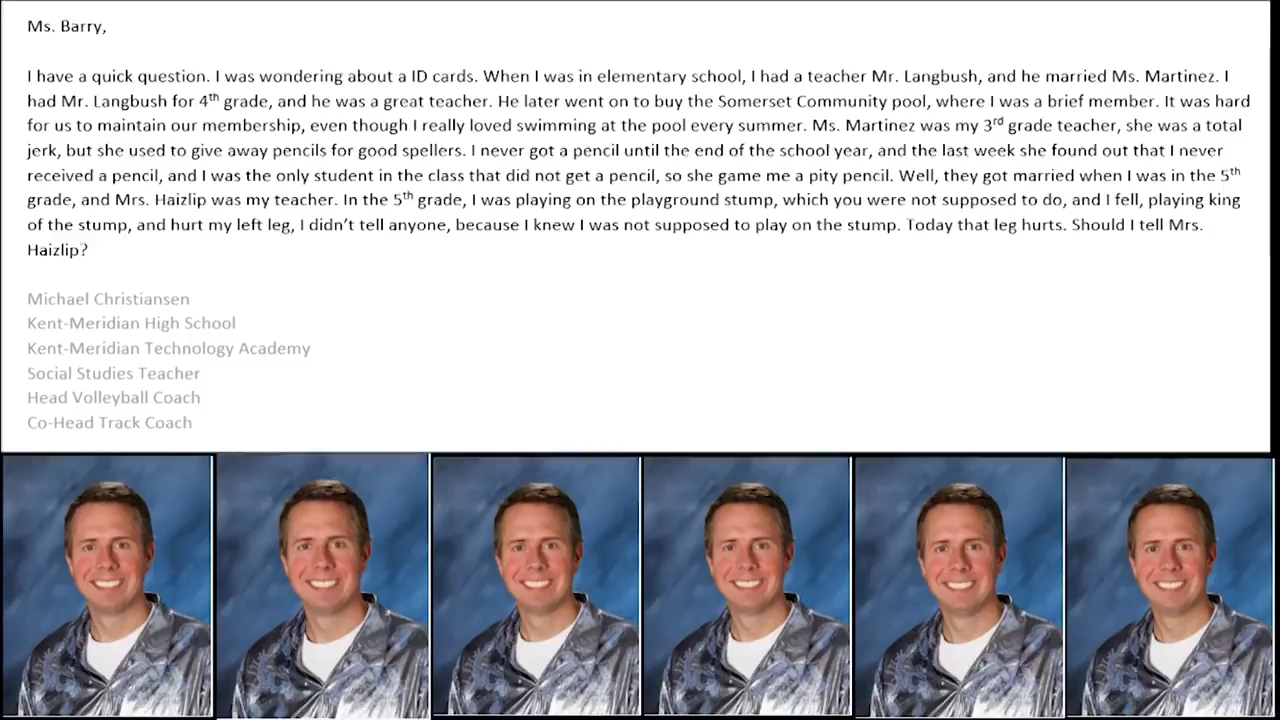 Ms. Barry,
I have a quick question. I was wondering about a ID cards. When I was in elementary school, I had a teacher Mr. Langbush, and he married Ms. Martinez. I
had Mr. Langbush for 4th grade, and he was a great teacher. He later went on to buy the Somerset Community pool, where I was a brief member. It was hard
for us to maintain our membership, even though I really loved swimming at the pool every summer. Ms. Martinez was my 3rd grade teacher, she was a total
jerk, but she used to give away pencils for good spellers. I never got a pencil until the end of the school year, and the last week she found out that I never
received a pencil, and I was the only student in the class that did not get a pencil, so she game me a pity pencil. Well, they got married when I was in the 5th
grade, and Mrs. Haizlip was my teacher. In the 5th grade, I was playing on the playground stump, which you were not supposed to do, and I fell, playing king
of the stump, and hurt my left leg, I didn't tell anyone, because I knew I was not supposed to play on the stump. Today that leg hurts. Should I tell Mrs.
Haizlip?
Michael Christiansen
Kent-Meridian High School
Kent-Meridian Technology Academy
Social Studies Teacher
Head Volleyball Coach
Co-Head Track Coach